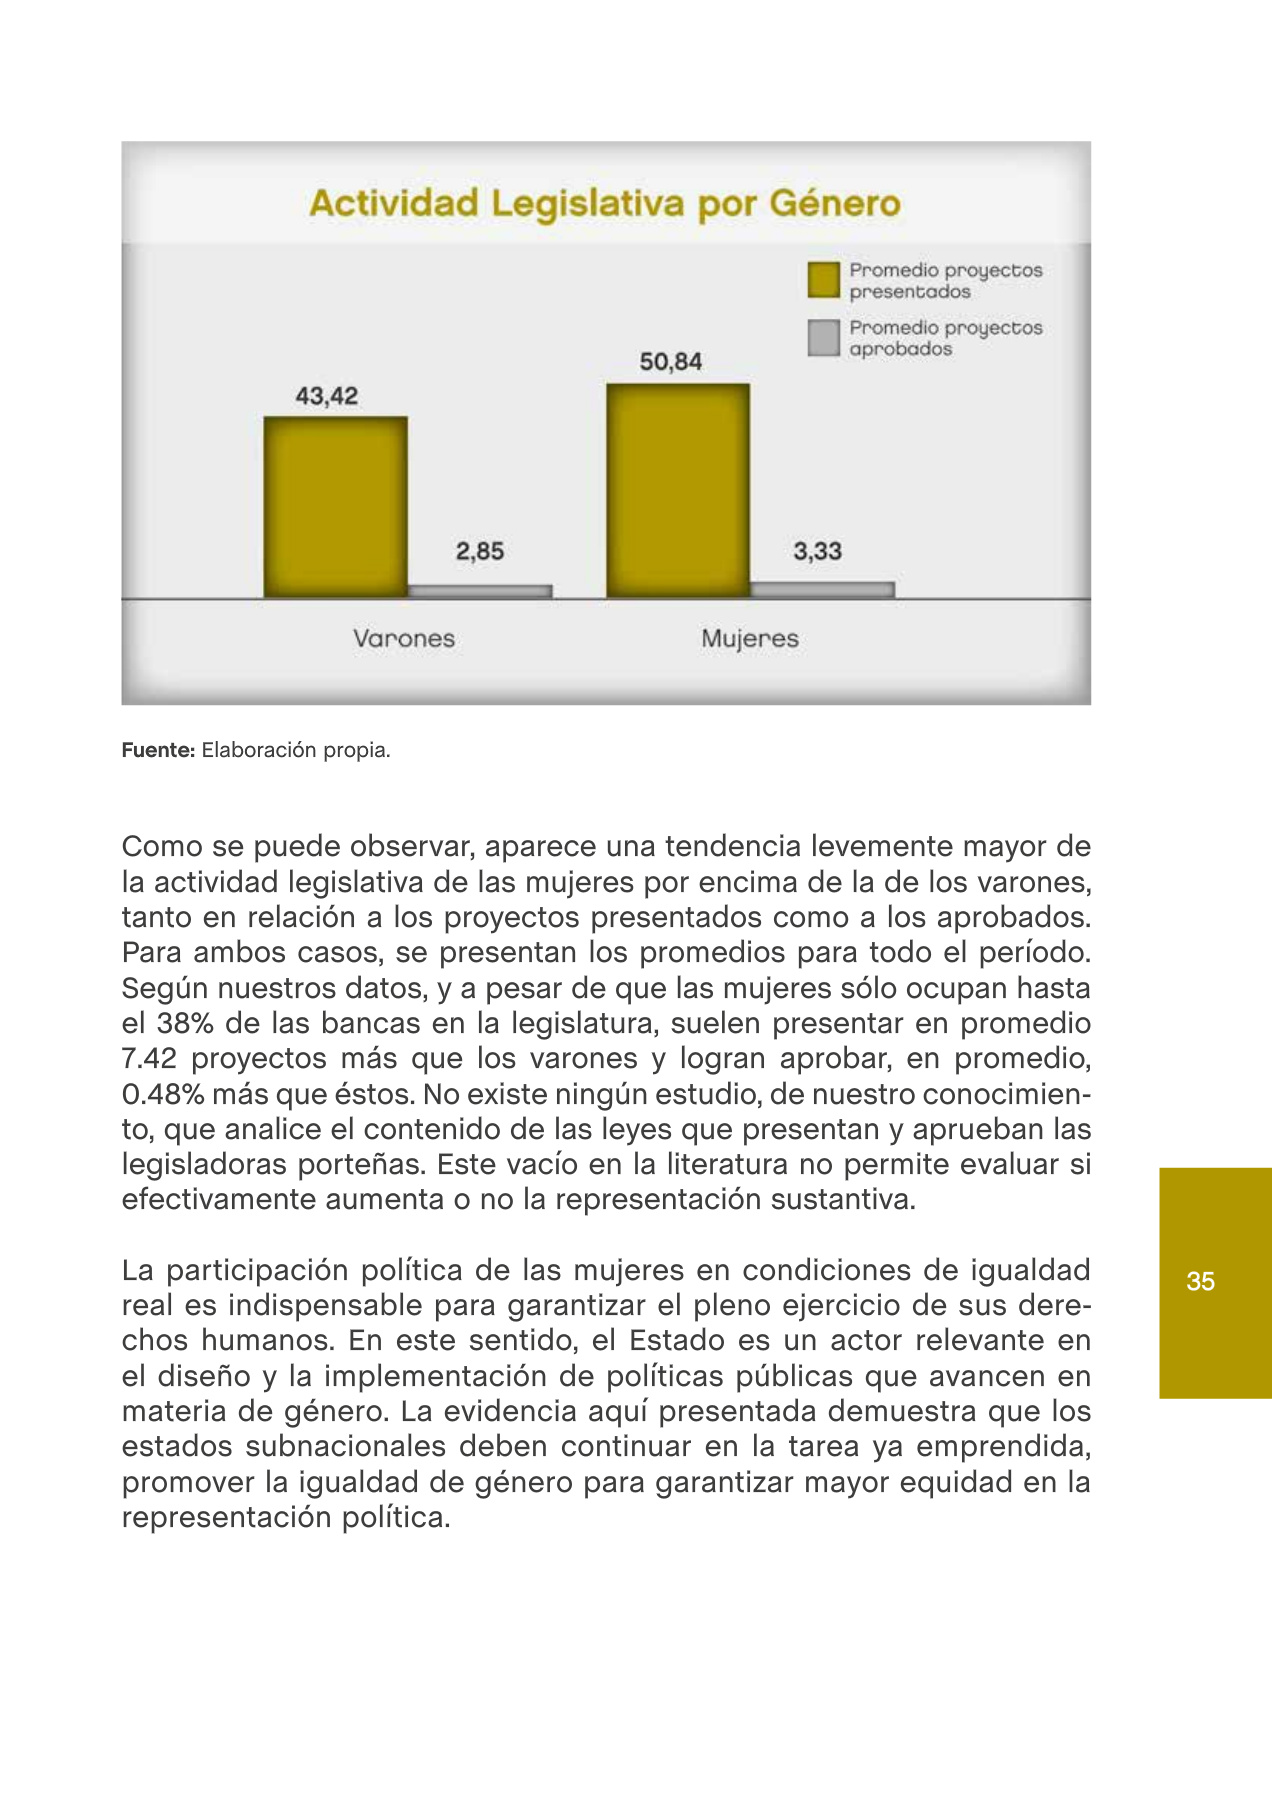 Actividad Legislativa por Género
Promedio proyectos
presentados
Promedio proyectos
aprobados
43,42
2,85
50,84
3,33
Varones
Mujeres
Fuente: Elaboración propia.
Como se puede observar, aparece una tendencia levemente mayor de
la actividad legislativa de las mujeres por encima de la de los varones,
tanto en relación a los proyectos presentados como a los aprobados.
Para ambos casos, se presentan los promedios para todo el período.
Según nuestros datos, y a pesar de que las mujeres sólo ocupan hasta
el 38% de las bancas en la legislatura, suelen presentar en promedio
7.42 proyectos más que los varones y logran aprobar, en promedio,
0.48% más que éstos. No existe ningún estudio, de nuestro conocimien-
to, que analice el contenido de las leyes que presentan y aprueban las
legisladoras porteñas. Este vacío en la literatura no permite evaluar si
efectivamente aumenta o no la representación sustantiva.
La participación política de las mujeres en condiciones de igualdad
real es indispensable para garantizar el pleno ejercicio de sus dere-
chos humanos. En este sentido, el Estado es un actor relevante en
el diseño y la implementación de políticas públicas que avancen en
materia de género. La evidencia aquí presentada demuestra que los
estados subnacionales deben continuar en la tarea ya emprendida,
promover la igualdad de género para garantizar mayor equidad en la
representación política.
35